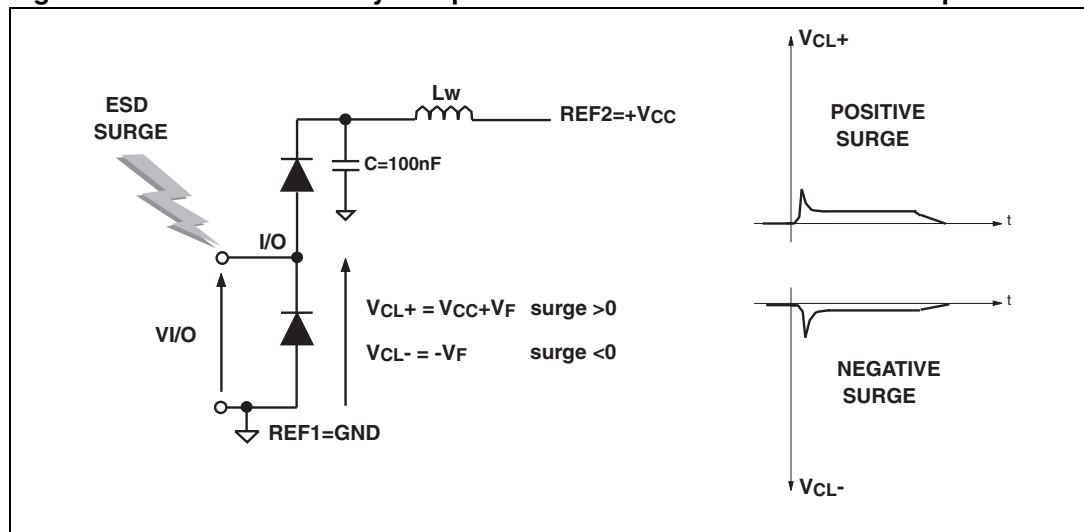 ESD
SURGE
Lw
REF2=+VCC
C=100nF
I/O
VI/O
VCL+ = VCC+VF surge >0
VCL- = -VF surge <0
REF1=GND
VCL+
POSITIVE
SURGE
t
t
NEGATIVE
SURGE
VCL-